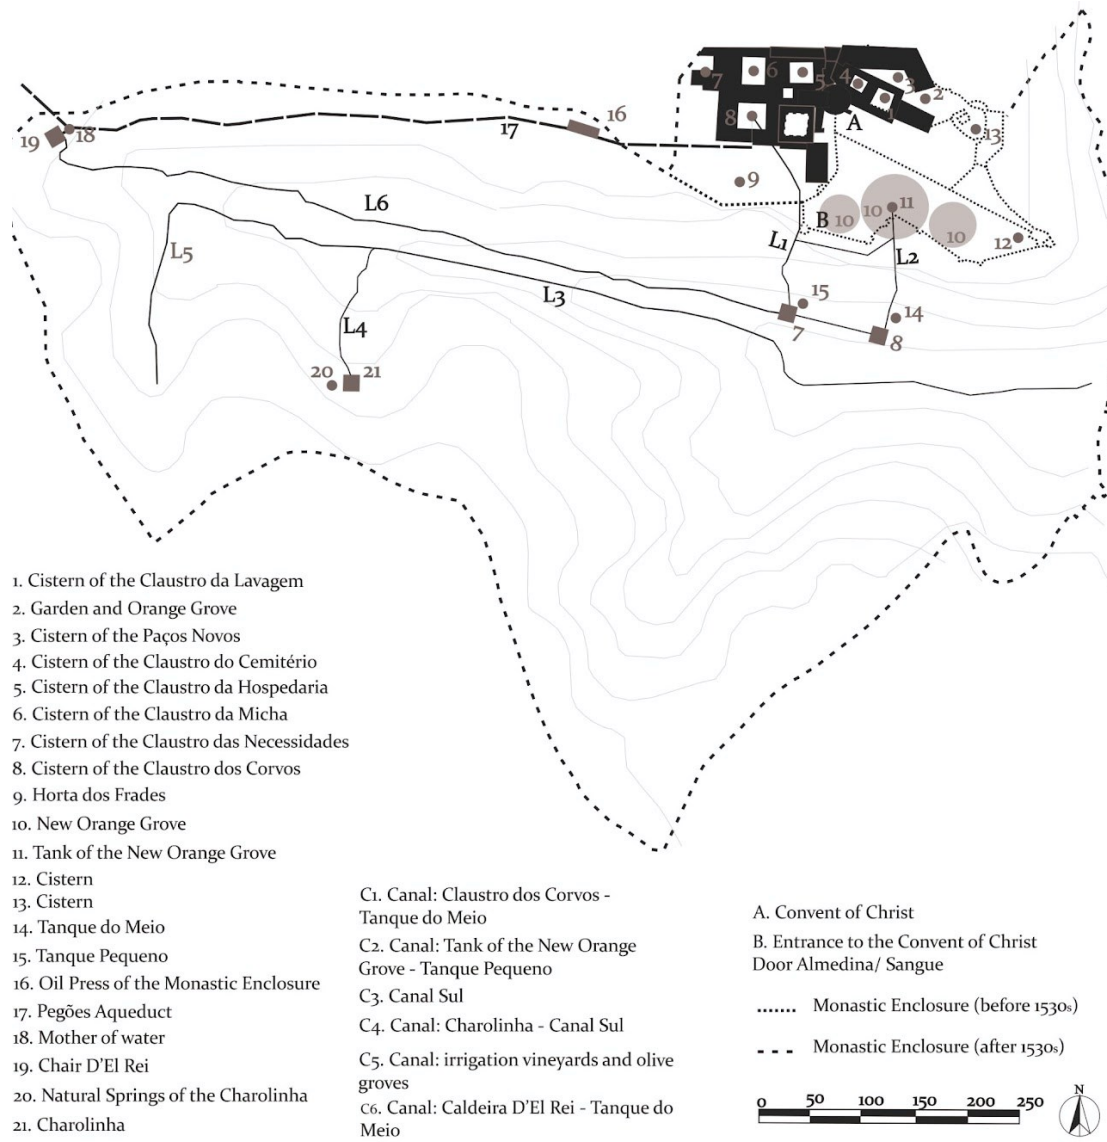 7
6
5
4
3
2
1
16
17
18
19
8
A
13
9
10
10
11
B
10
12
L6
L5
L1
L2
L3
15
14
L4
7
8
20
21
1. Cistern of the Claustro da Lavagem
2. Garden and Orange Grove
3. Cistern of the Paços Novos
4. Cistern of the Claustro do Cemitério
5. Cistern of the Claustro da Hospedaria
6. Cistern of the Claustro da Micha
7. Cistern of the Claustro das Necessidades
8. Cistern of the Claustro dos Corvos
9. Horta dos Frades
10. New Orange Grove
11. Tank of the New Orange Grove
12. Cistern
13. Cistern
14. Tanque do Meio
15. Tanque Pequeno
16. Oil Press of the Monastic Enclosure
17. Pegões Aqueduct
18. Mother of water
19. Chair D'El Rei
20. Natural Springs of the Charolinha
21. Charolinha
C1. Canal: Claustro dos Corvos -
Tanque do Meio
C2. Canal: Tank of the New Orange
Grove - Tanque Pequeno
C3. Canal Sul
C4. Canal: Charolinha - Canal Sul
C5. Canal: irrigation vineyards and olive
groves
C6. Canal: Caldeira D'El Rei - Tanque do
Meio
A. Convent of Christ
B. Entrance to the Convent of Christ
Door Almedina/ Sangue
Monastic Enclosure (before 1530s)
Monastic Enclosure (after 1530s)
0 50 100 150 200 250
N